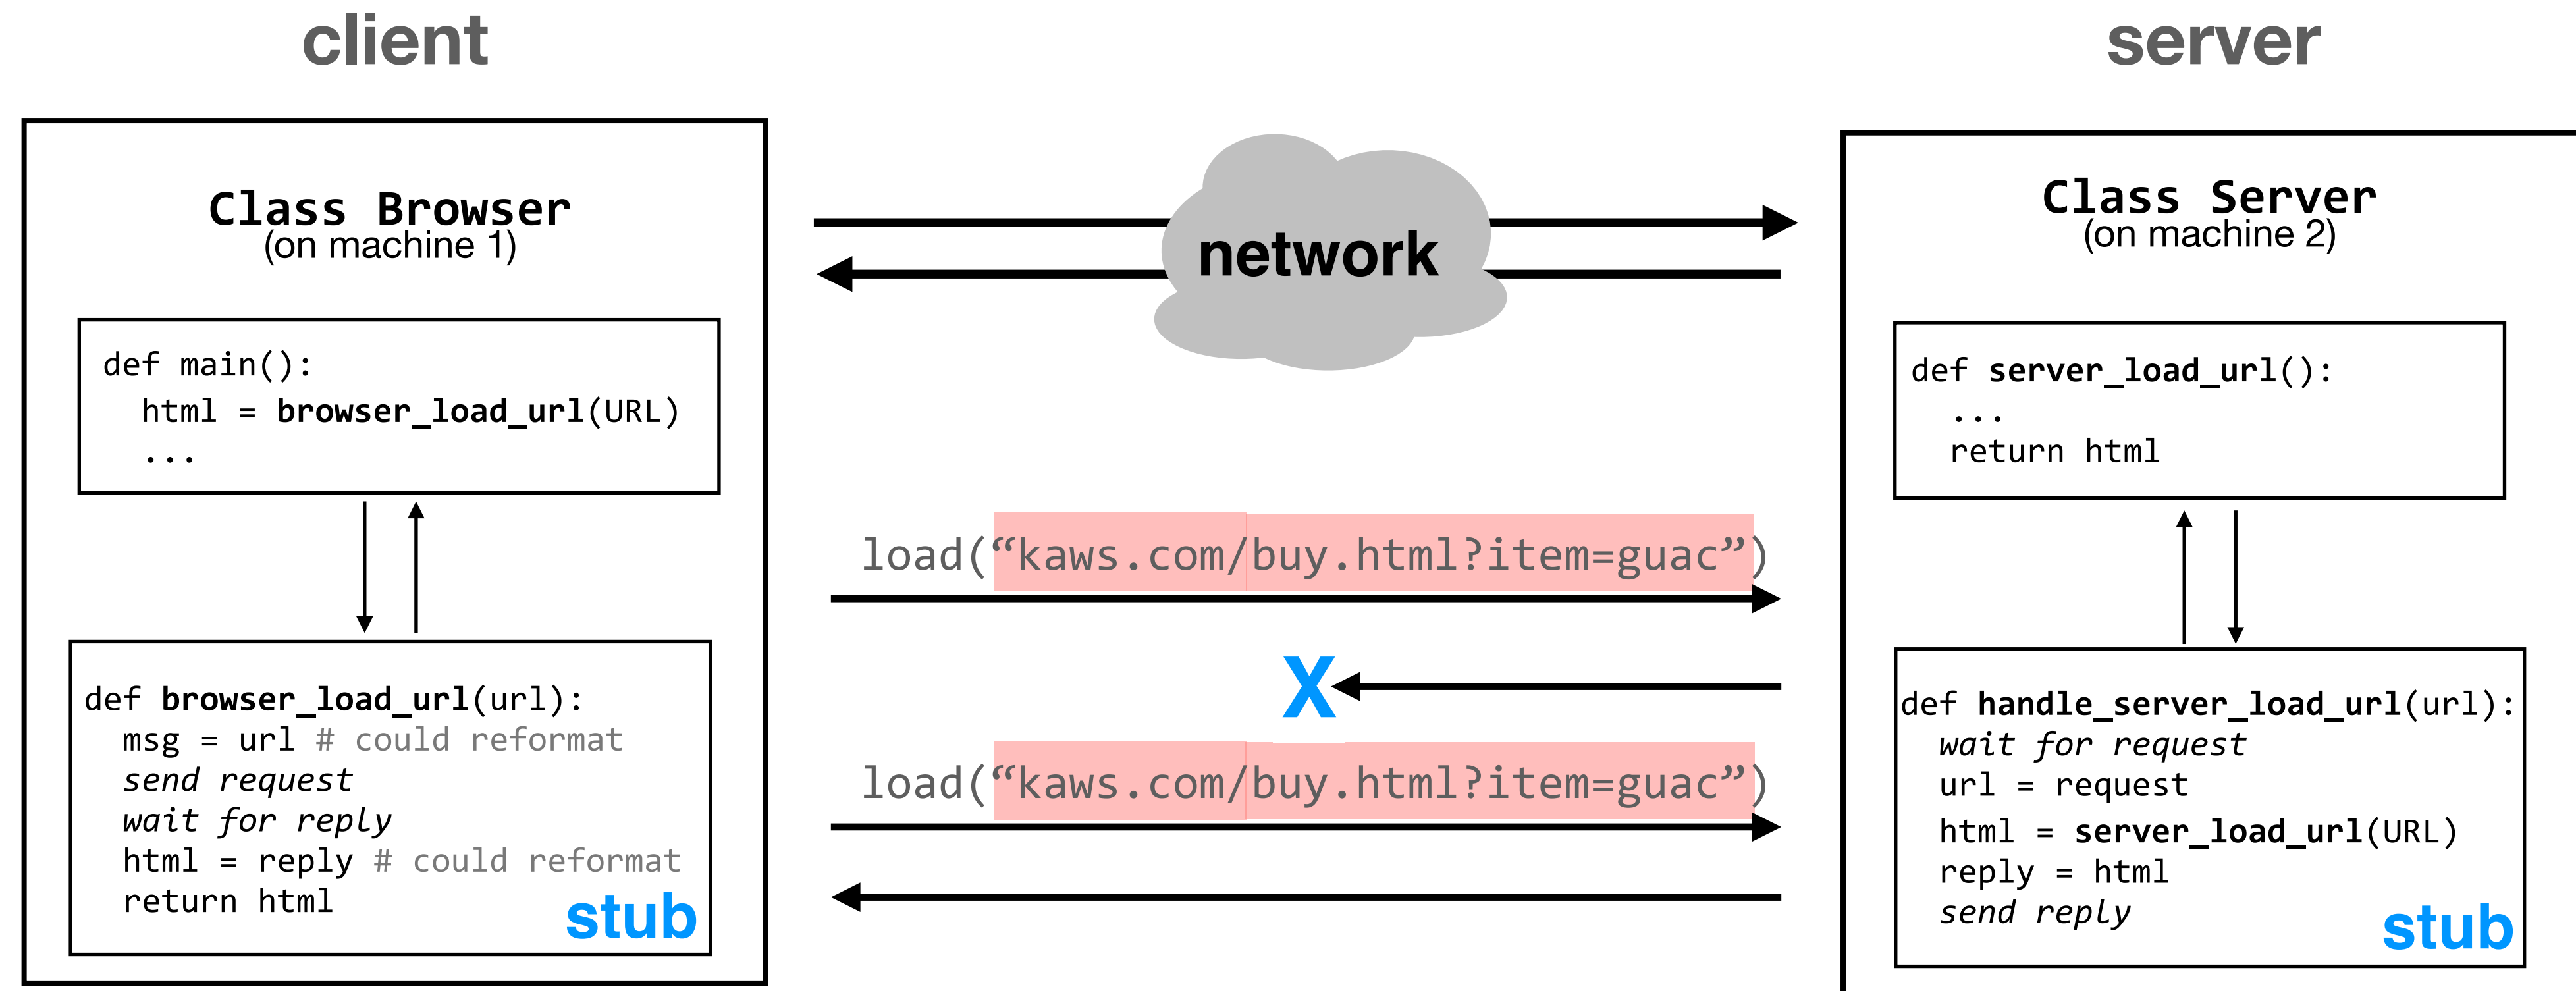 client
server
Class Browser
(on machine 1)
def main():
html = browser_load_url(URL)
...
def browser_load_url(url):
msg = url # could reformat
send request
wait for reply
html = reply # could reformat
return html
stub
network
load(“kaws.com/buy.html?item=guac”)
X
load(“kaws.com/buy.html?item=guac”)
Class Server
(on machine 2)
def server_load_url():
...
return html
def handle_server_load_url(url):
wait for request
url = request
html = server_load_url(URL)
reply = html
send reply
stub